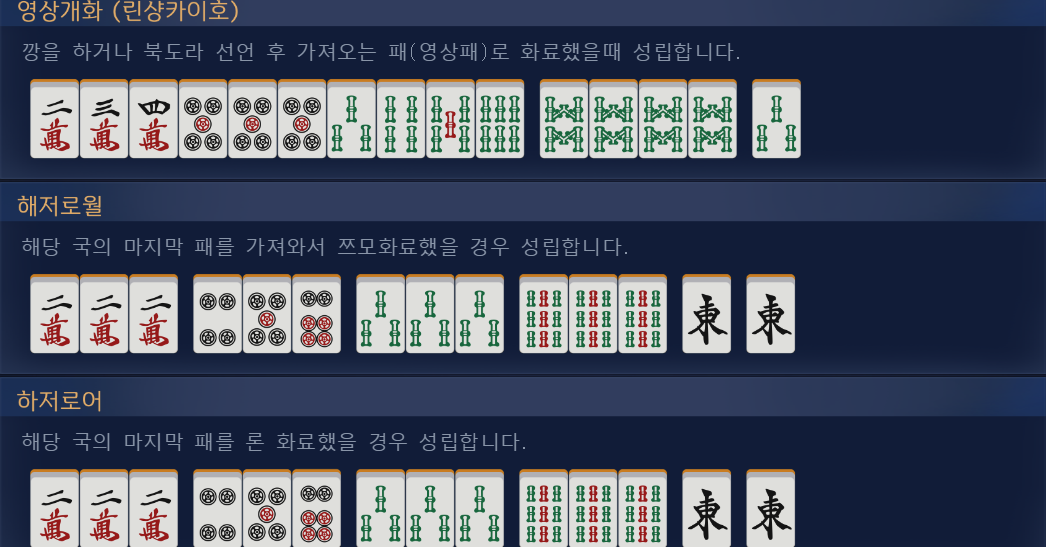 영상개화 (린샹카이호)
깡을 하거나 북도라 선언 후 가져오는 패(영상패)로 화료했을때 성립합니다.
二 三 四
萬 萬 萬
해저로월
해당 국의 마지막 패를 가져와서 쯔모화료했을 경우 성립합니다.
二 二 二 東 東
萬 萬 萬
하저로어
해당 국의 마지막 패를 론 화료했을 경우 성립합니다.
二 二 二 東 東
萬 萬 萬